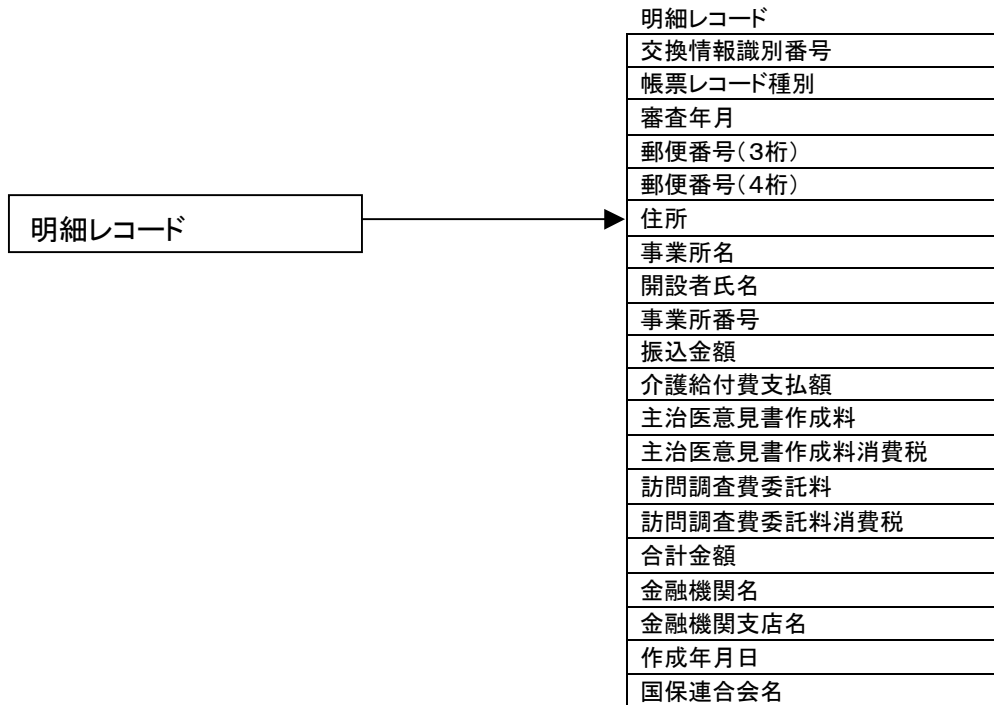 明細レコード
交換情報識別番号
帳票レコード種別
審査年月
郵便番号(3桁)
郵便番号(4桁)
明細レコード
住所
事業所名
開設者氏名
事業所番号
振込金額
介護給付費支払額
主治医意見書作成料
主治医意見書作成料消費税
訪問調査費委託料
訪問調査費委託料消費税
合計金額
金融機関名
金融機関支店名
作成年月日
国保連合会名